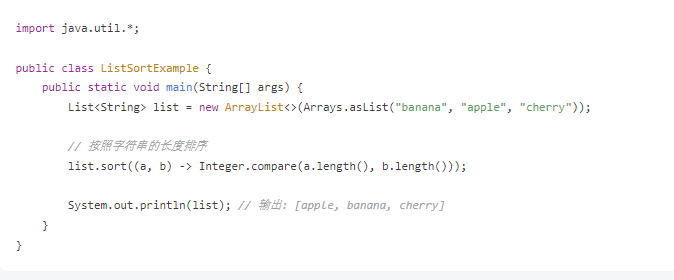 import java.util.*;
public class ListSortExample {
public static void main(String[] args) {
List<String> list = new ArrayList<>(Arrays.asList("banana", "apple", "cherry"));
// 按照字符串的长度排序
list.sort((a, b) -> Integer.compare(a.length(), b.length()));
System.out.println(list); // 输出: [apple, banana, cherry]
}
}